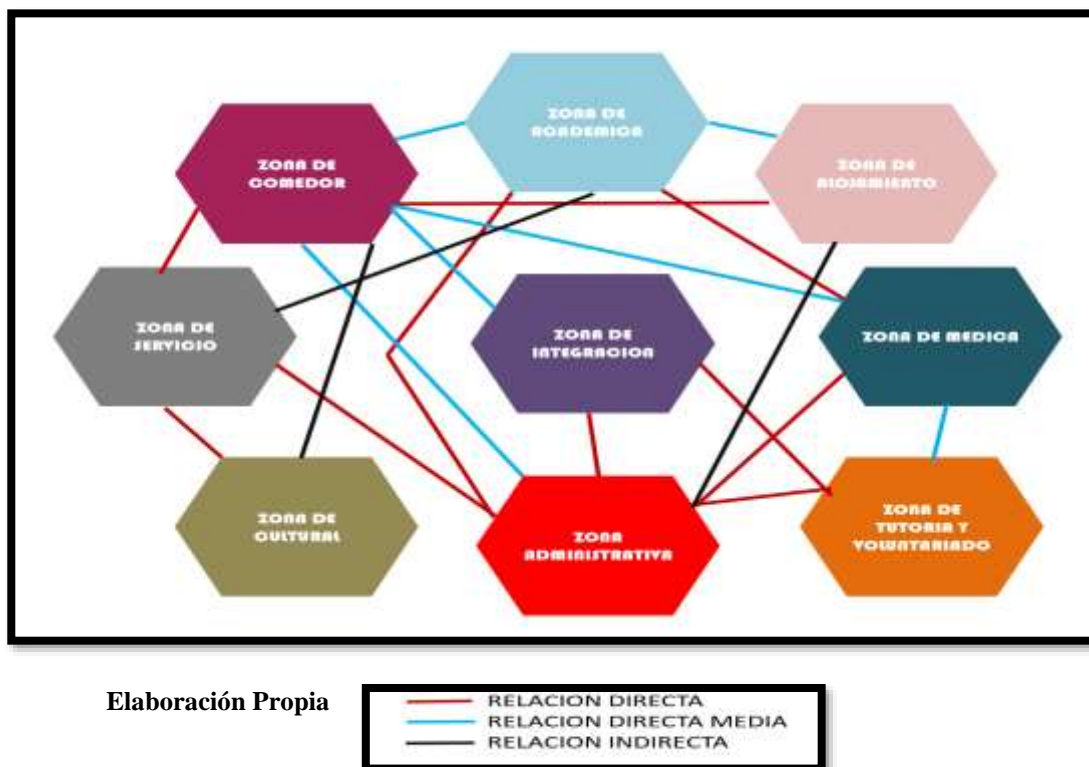 ZONA DE
ACADEMICA
ZONA DE
COMEDOR
ZONA DE
ALOJAMIENTO
ZONA DE
SERVICIO
ZONA DE
INTEGRACION
ZONA DE MEDICA
ZONA DE
CULTURAL
ZONA
ADMINISTRATIVA
ZONA DE
TUTORIA Y
VOLUNTARIADO
Elaboración Propia
RELACION DIRECTA
RELACION DIRECTA MEDIA
RELACION INDIRECTA